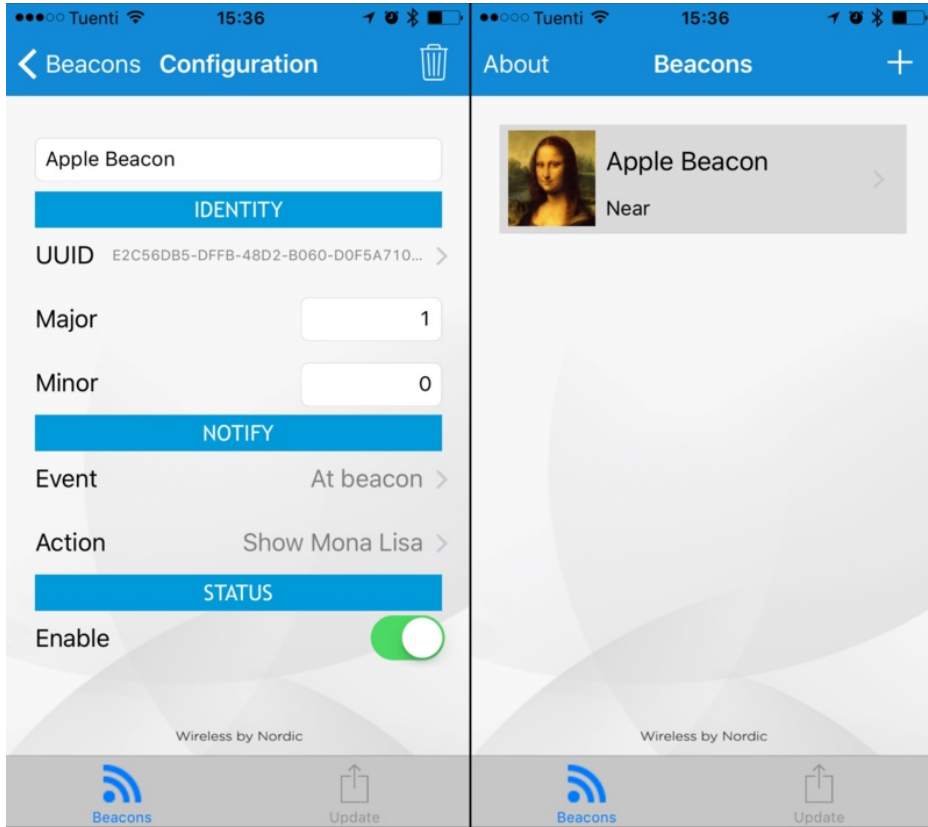 Tuenti 15:36
Beacons Configuration
Apple Beacon
IDENTITY
UUID E2C56DB5-DFFB-48D2-B060-D0F5A710...
Major 1
Minor 0
NOTIFY
Event At beacon
Action Show Mona Lisa
STATUS
Enable
Wireless by Nordic
Beacons Update
Tuenti 15:36
About Beacons +
Apple Beacon
Near
Wireless by Nordic
Beacons Update